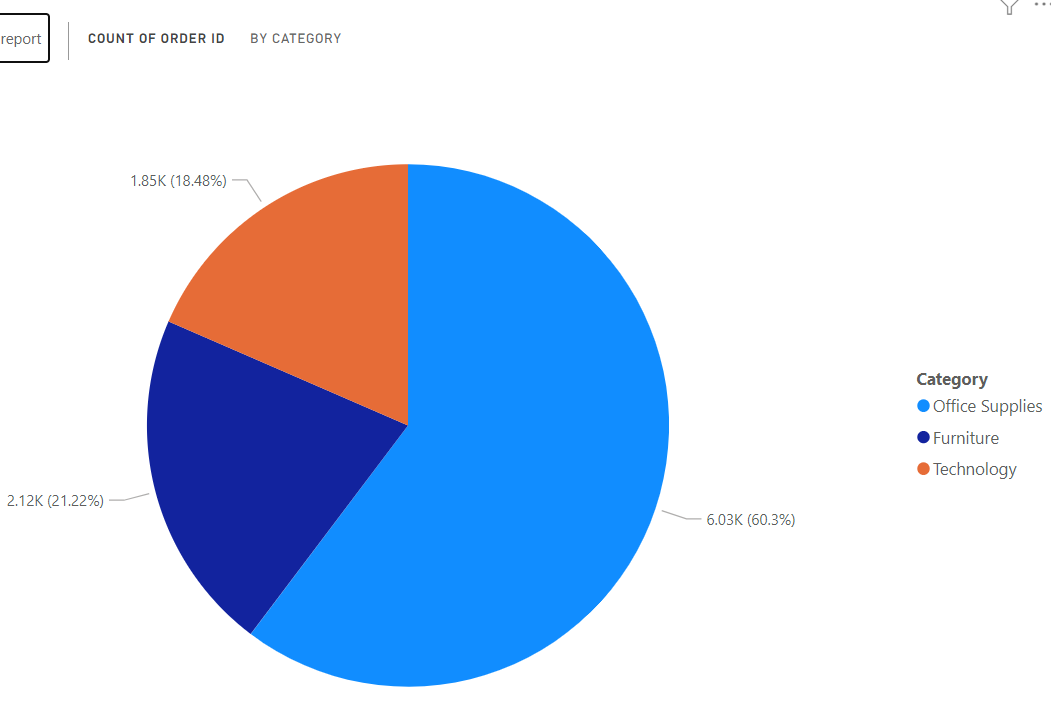 report
COUNT OF ORDER ID BY CATEGORY
1.85K (18.48%)
2.12K (21.22%)
6.03K (60.3%)
Category
Office Supplies
Furniture
Technology